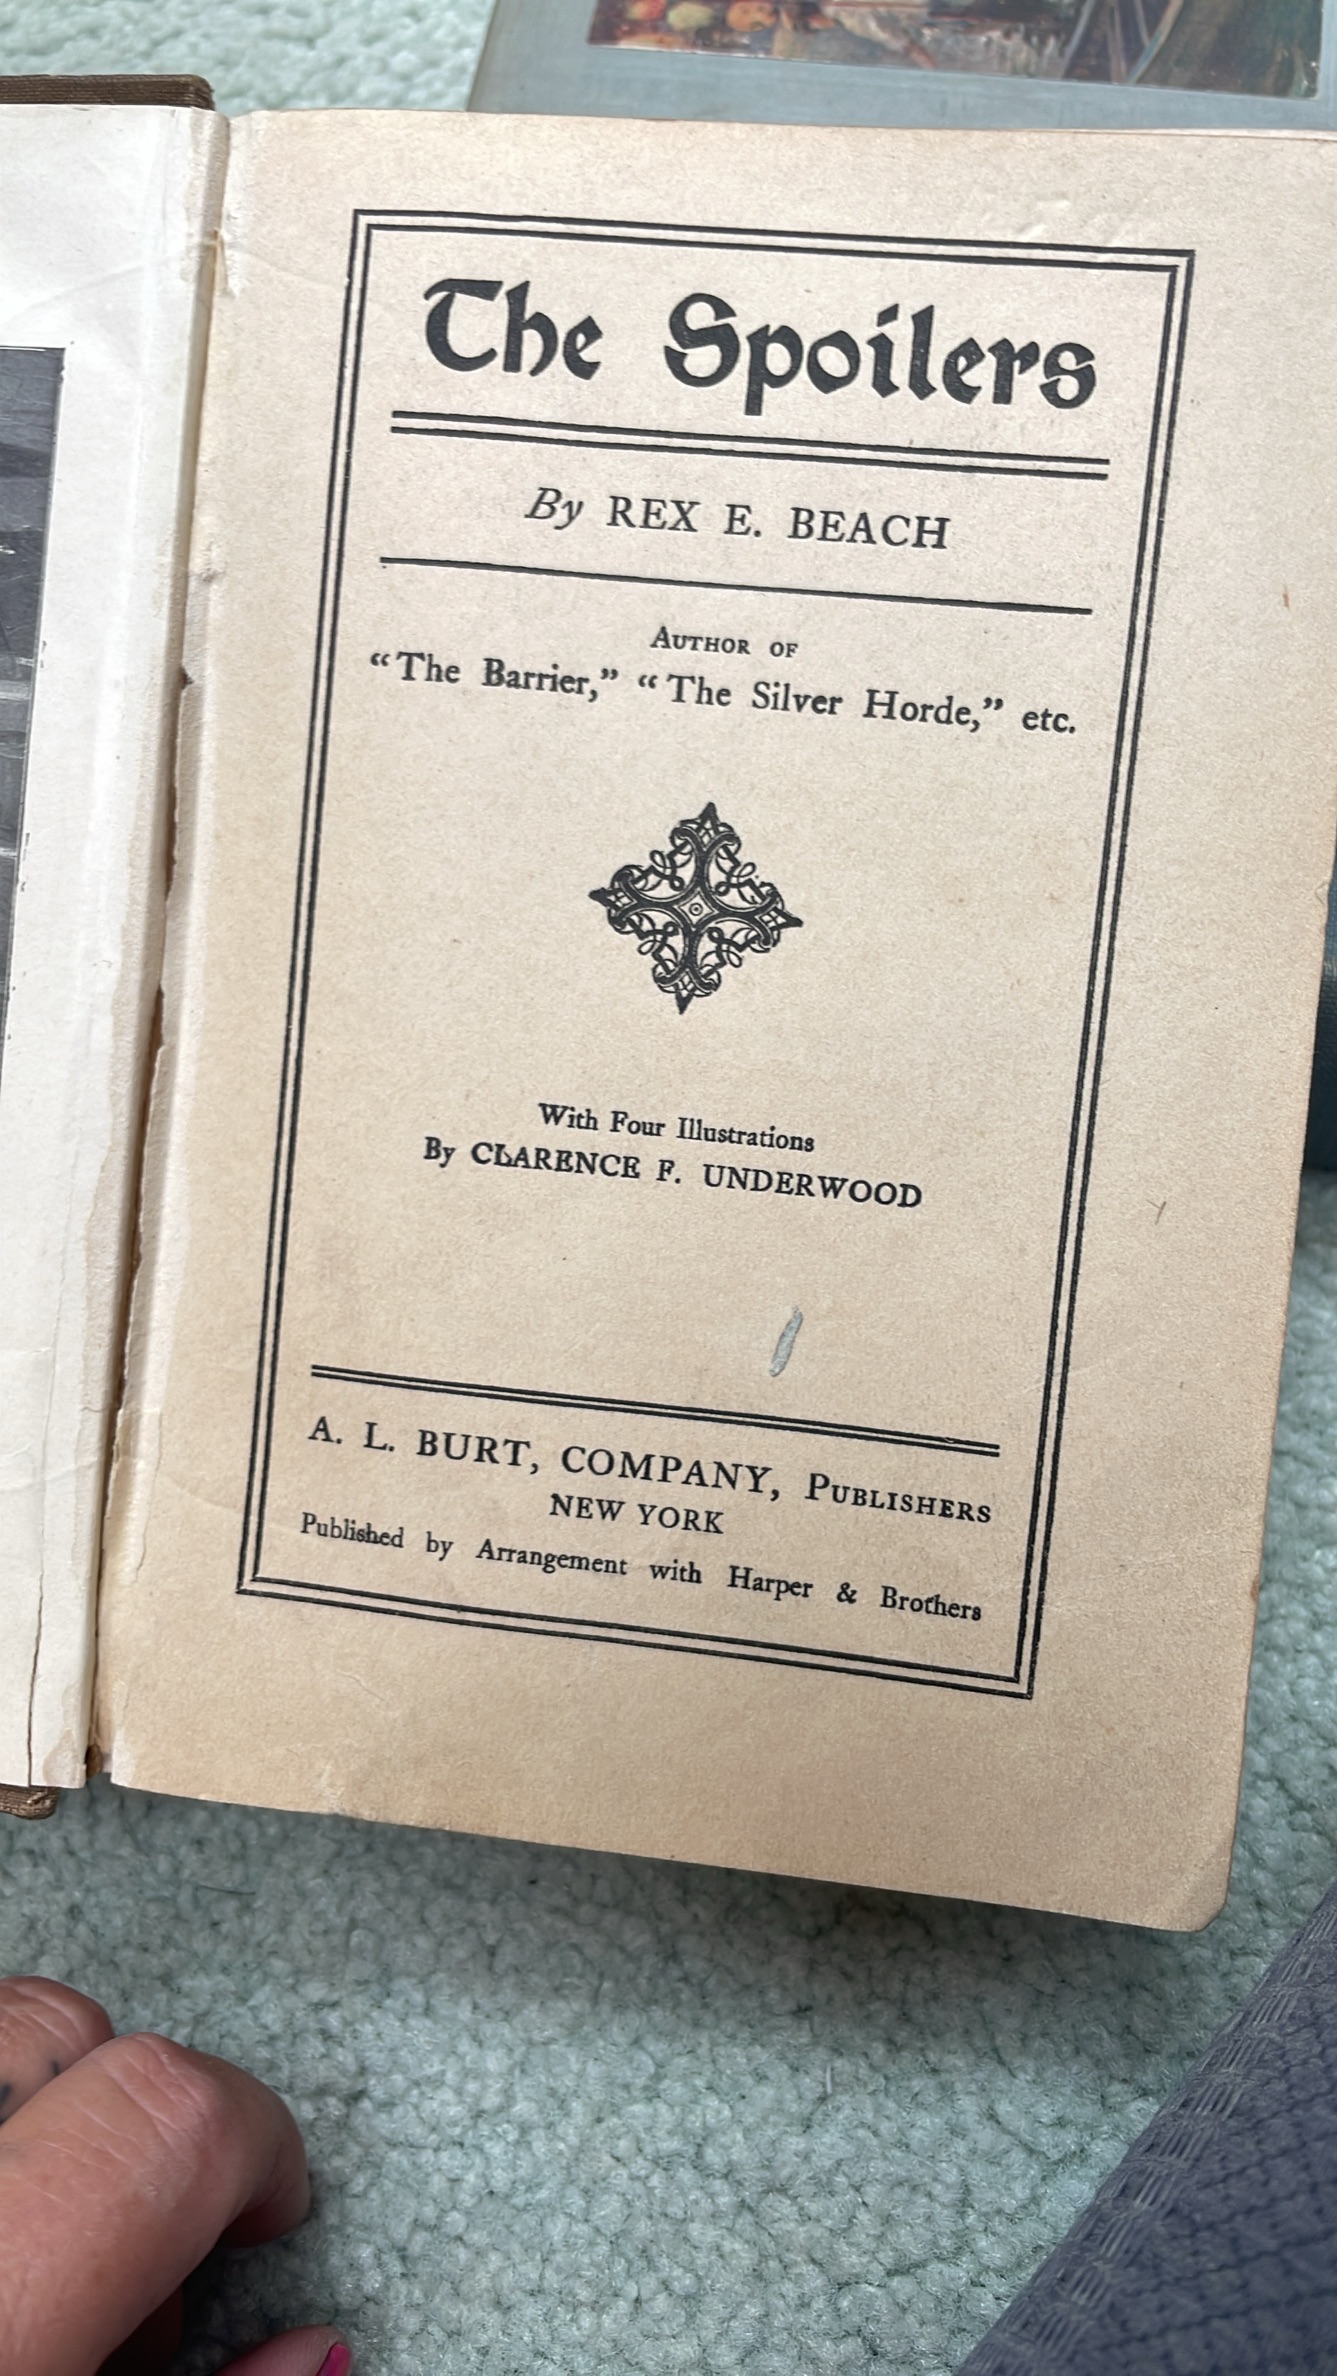 The Spoilers
By REX E. BEACH
AUTHOR OF
“The Barrier,” “The Silver Horde,” etc.
With Four Illustrations
By CLARENCE F. UNDERWOOD
A. L. BURT, COMPANY, PUBLISHERS
NEW YORK
Published by Arrangement with Harper & Brothers